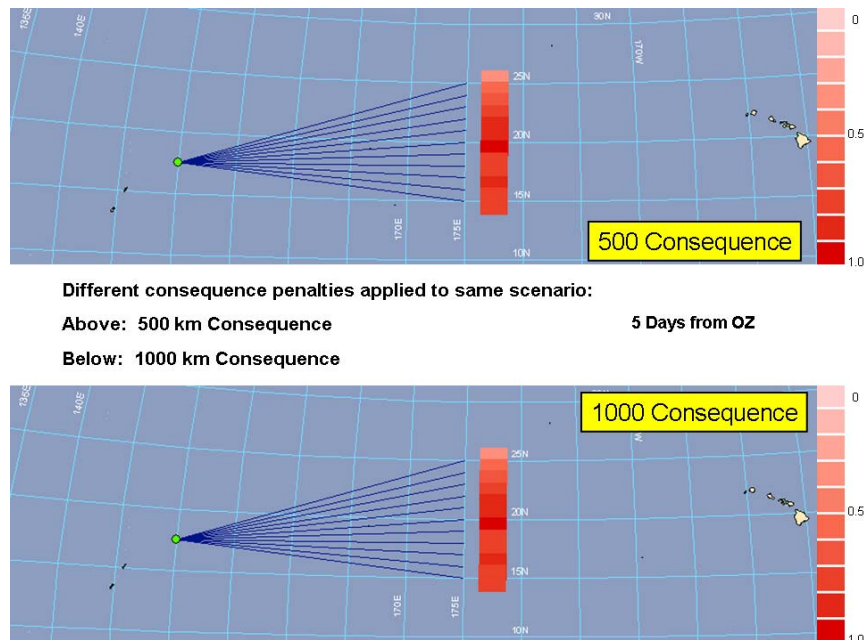 135E
140E
30N
170W
25N
20N
15N
170E
175E
10N
0
0.5
1.0
500 Consequence
Different consequence penalties applied to same scenario:
Above: 500 km Consequence
5 Days from OZ
Below: 1000 km Consequence
135E
140E
1000 Consequence
W
25N
20N
15N
170E
175E
10N
0
0.5
1.0